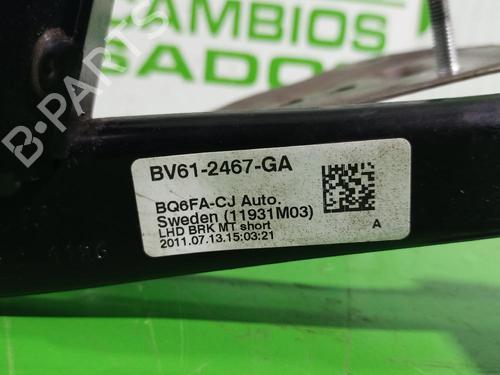 CAMBIOS
SADO
B-PARTS
BV61-2467-GA
BQ6FA-CJ Auto.
Sweden (11931M03)
LHD BRK MT short
2011.07.13.15:03:21
A